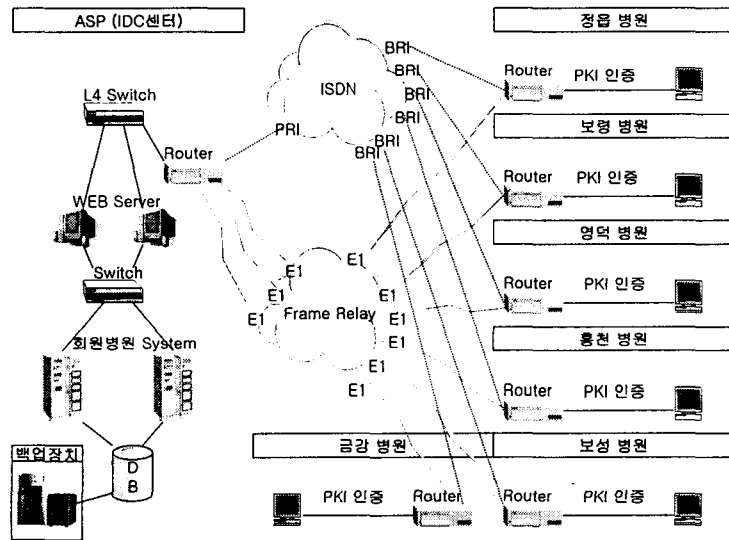 ASP (IDC센터)
정읍 병원
L4 Switch
Router
WEB Server
Switch
회원병원 System
백업장치
D
B
ISDN
PRI
BRI
BRI
BRI
BRI
BRI
BRI
Frame Relay
E1
E1
E1
E1
E1
E1
E1
E1
Router
PKI 인증
보령 병원
Router
PKI 인증
영덕 병원
Router
PKI 인증
홍천 병원
Router
PKI 인증
금강 병원
보성 병원
PKI 인증
Router
Router
PKI 인증